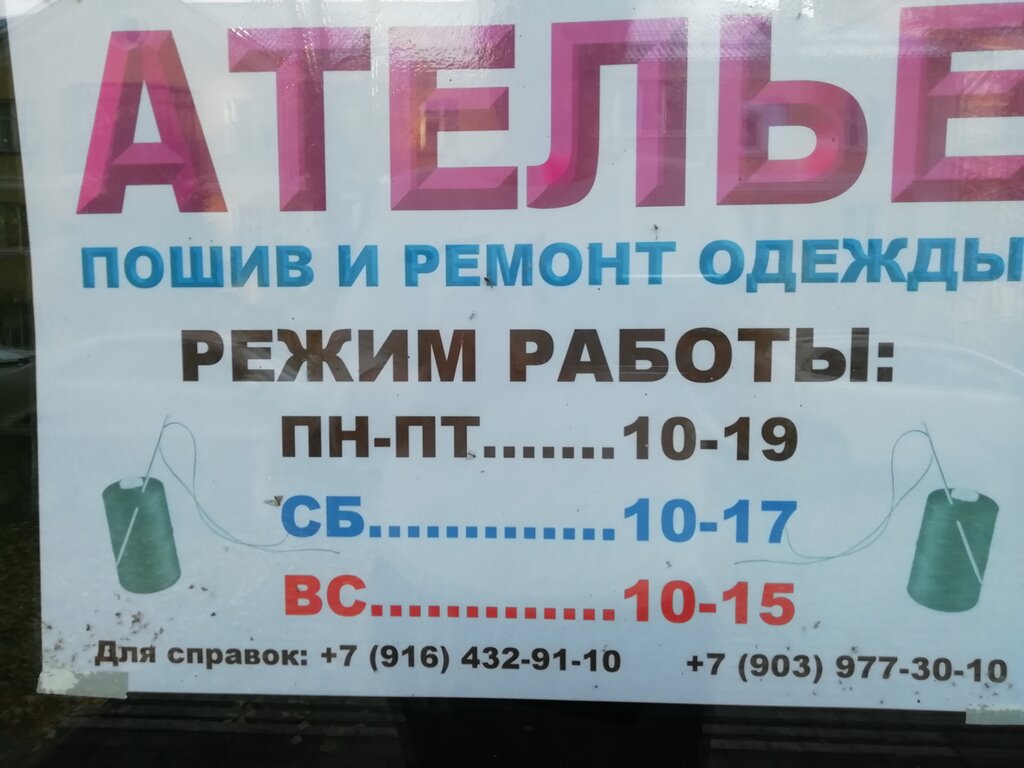 АТЕЛЬЕ
ПОШИВ И РЕМОНТ ОДЕЖДЫ
РЕЖИМ РАБОТЫ:
ПН-ПТ.......10-19
СБ.............10-17
ВС.............10-15
Для справок: +7 (916) 432-91-10 +7 (903) 977-30-10